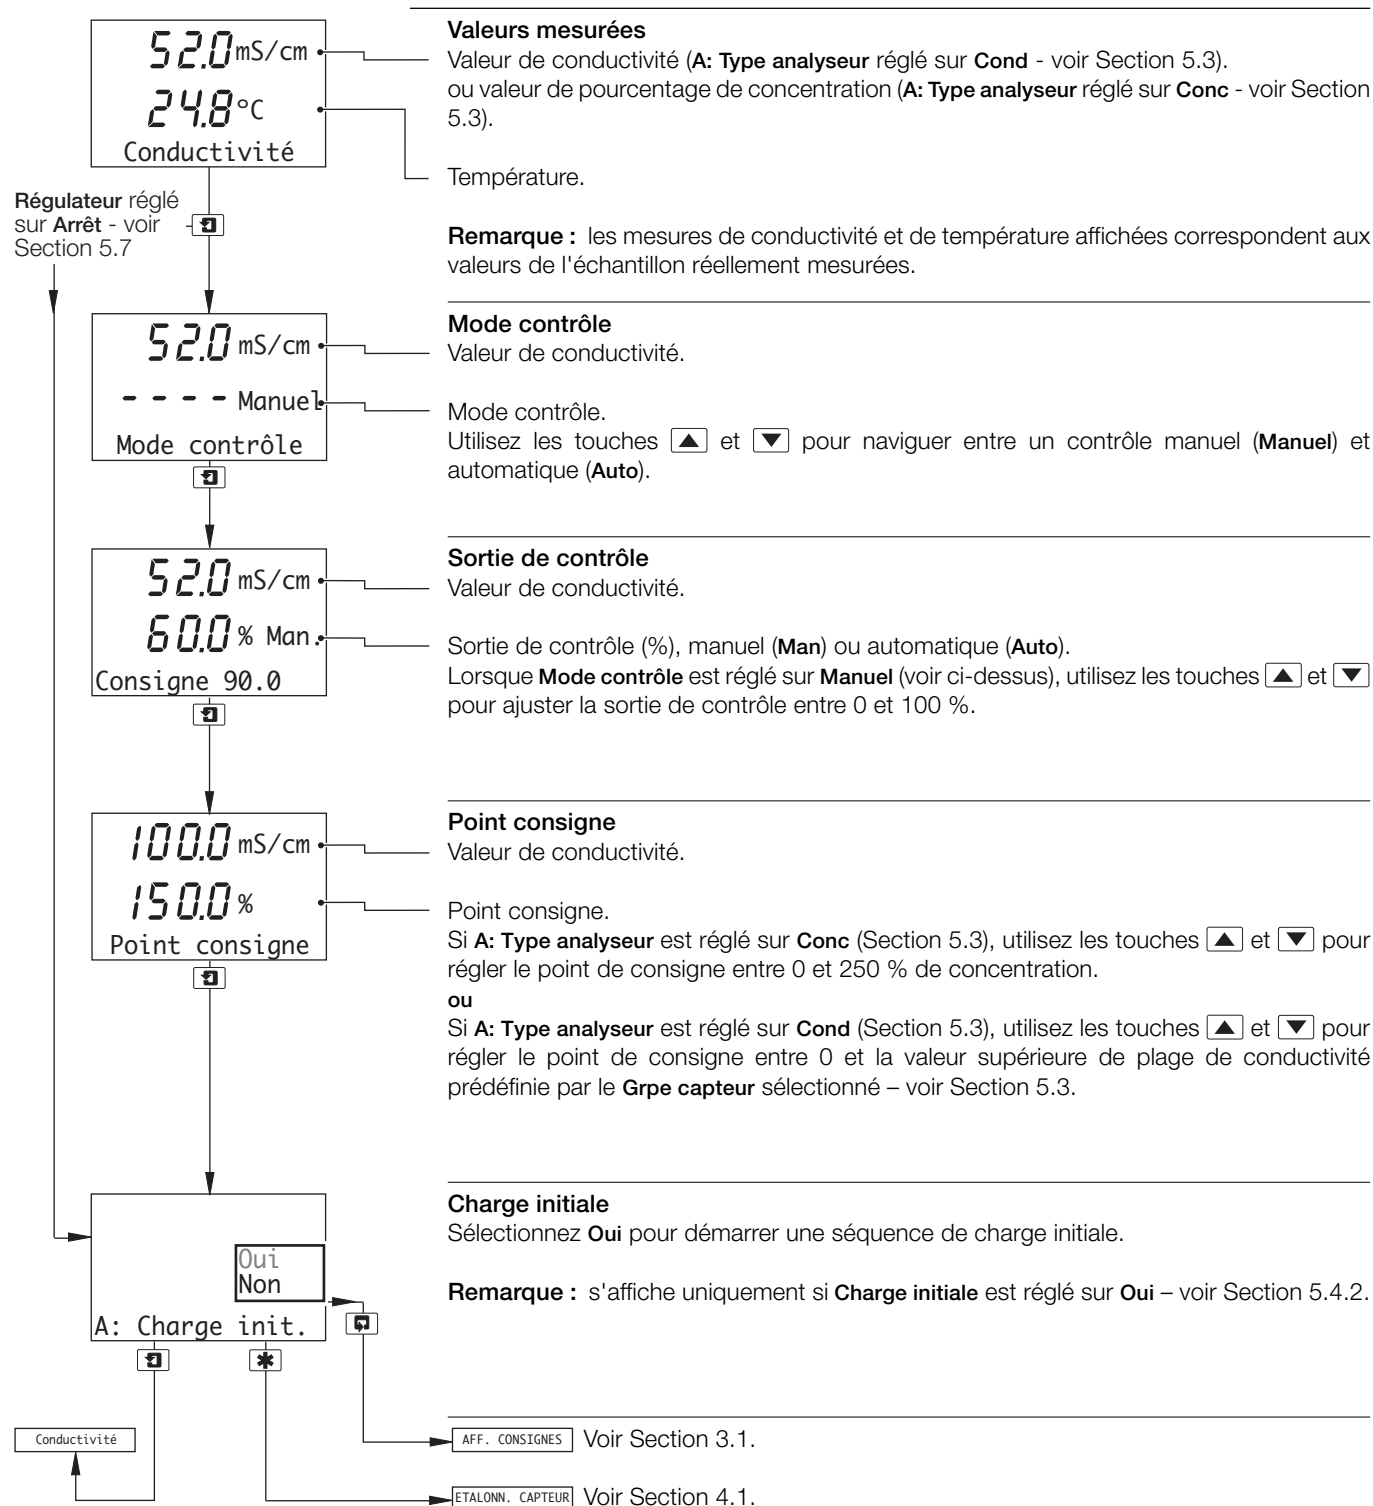 52.0 mS/cm
24.8 °C
Conductivité
Valeurs mesurées
Valeur de conductivité (A: Type analyseur réglé sur Cond - voir Section 5.3).
ou valeur de pourcentage de concentration (A: Type analyseur réglé sur Conc - voir Section
5.3).
Température.
Remarque : les mesures de conductivité et de température affichées correspondent aux
valeurs de l'échantillon réellement mesurées.
Régulateur réglé
sur Arrêt - voir
Section 5.7
52.0 mS/cm
- - - - Manuel
Mode contrôle
Mode contrôle
Valeur de conductivité.
Mode contrôle.
Utilisez les touches ▲ et ▼ pour naviguer entre un contrôle manuel (Manuel) et
automatique (Auto).
52.0 mS/cm
60.0 % Man.
Consigne 90.0
Sortie de contrôle
Valeur de conductivité.
Sortie de contrôle (%), manuel (Man) ou automatique (Auto).
Lorsque Mode contrôle est réglé sur Manuel (voir ci-dessus), utilisez les touches ▲ et ▼
pour ajuster la sortie de contrôle entre 0 et 100 %.
100.0 mS/cm
150.0 %
Point consigne
Point consigne
Valeur de conductivité.
Point consigne.
Si A: Type analyseur est réglé sur Conc (Section 5.3), utilisez les touches ▲ et ▼ pour
régler le point de consigne entre 0 et 250 % de concentration.
ou
Si A: Type analyseur est réglé sur Cond (Section 5.3), utilisez les touches ▲ et ▼ pour
régler le point de consigne entre 0 et la valeur supérieure de plage de conductivité
prédéfinie par le Grpe capteur sélectionné – voir Section 5.3.
Oui
Non
A: Charge init.
Charge initiale
Sélectionnez Oui pour démarrer une séquence de charge initiale.
Remarque : s'affiche uniquement si Charge initiale est réglé sur Oui – voir Section 5.4.2.
Conductivité
AFF. CONSIGNES Voir Section 3.1.
ETALONN. CAPTEUR Voir Section 4.1.